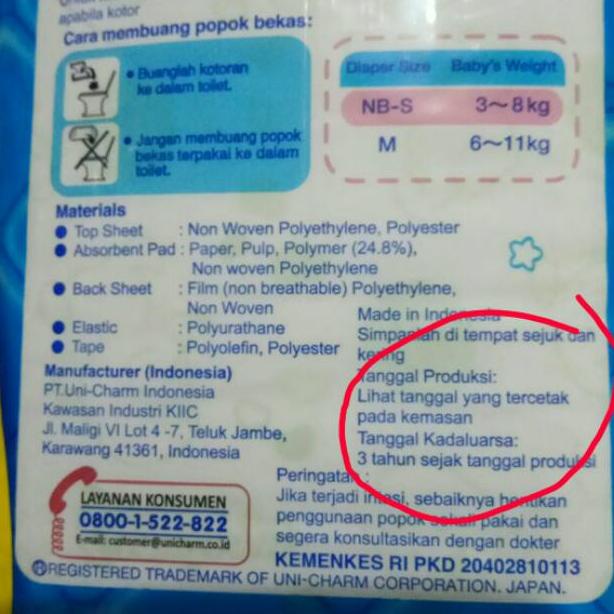 apabila kotor
Cara membuang popok bekas:
• Buanglah kotoran
ke dalam toilet.
• Jangan membuang popok
bekas terpakai ke dalam
toilet.
Diaper Size Baby's Weight
NB-S 3~8kg
M 6~11kg
Materials
● Top Sheet : Non Woven Polyethylene, Polyester
● Absorbent Pad : Paper, Pulp, Polymer (24.8%),
Non woven Polyethylene
● Back Sheet : Film (non breathable) Polyethylene,
Non Woven
● Elastic : Polyurathane
● Tape : Polyolefin, Polyester
Manufacturer (Indonesia)
PT.Uni-Charm Indonesia
Kawasan Industri KIIC
Jl. Maligi VI Lot 4 -7, Teluk Jambe,
Karawang 41361, Indonesia
Made in Indonesia
Simpanlah di tempat sejuk dan
kering
Tanggal Produksi:
Lihat tanggal yang tercetak
pada kemasan
Tanggal Kadaluarsa:
3 tahun sejak tanggal produksi
Peringatan :
Jika terjadi iritasi, sebaiknya hentikan
penggunaan popok sekali pakai dan
segera konsultasikan dengan dokter
KEMENKES RI PKD 20402810113
LAYANAN KONSUMEN
0800-1-522-822
E-mail: customer@unicharm.co.id
®REGISTERED TRADEMARK OF UNI-CHARM CORPORATION. JAPAN.